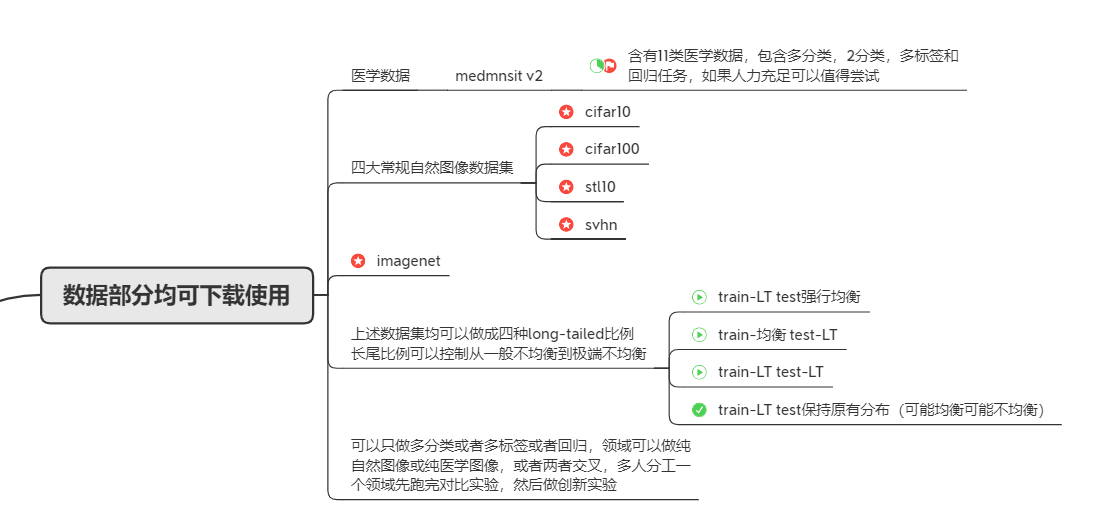 数据部分均可下载使用
医学数据
medmnsit v2
含有11类医学数据，包含多分类，2分类，多标签和
回归任务，如果人力充足可以值得尝试
四大常规自然图像数据集
cifar10
cifar100
stl10
svhn
imagenet
上述数据集均可以做成四种long-tailed比例
长尾比例可以控制从一般不均衡到极端不均衡
train-LT test强行均衡
train-均衡 test-LT
train-LT test-LT
train-LT test保持原有分布（可能均衡可能不均衡）
可以只做多分类或者多标签或者回归，领域可以做纯
自然图像或纯医学图像，或者两者交叉，多人分工一
个领域先跑完对比实验，然后做创新实验